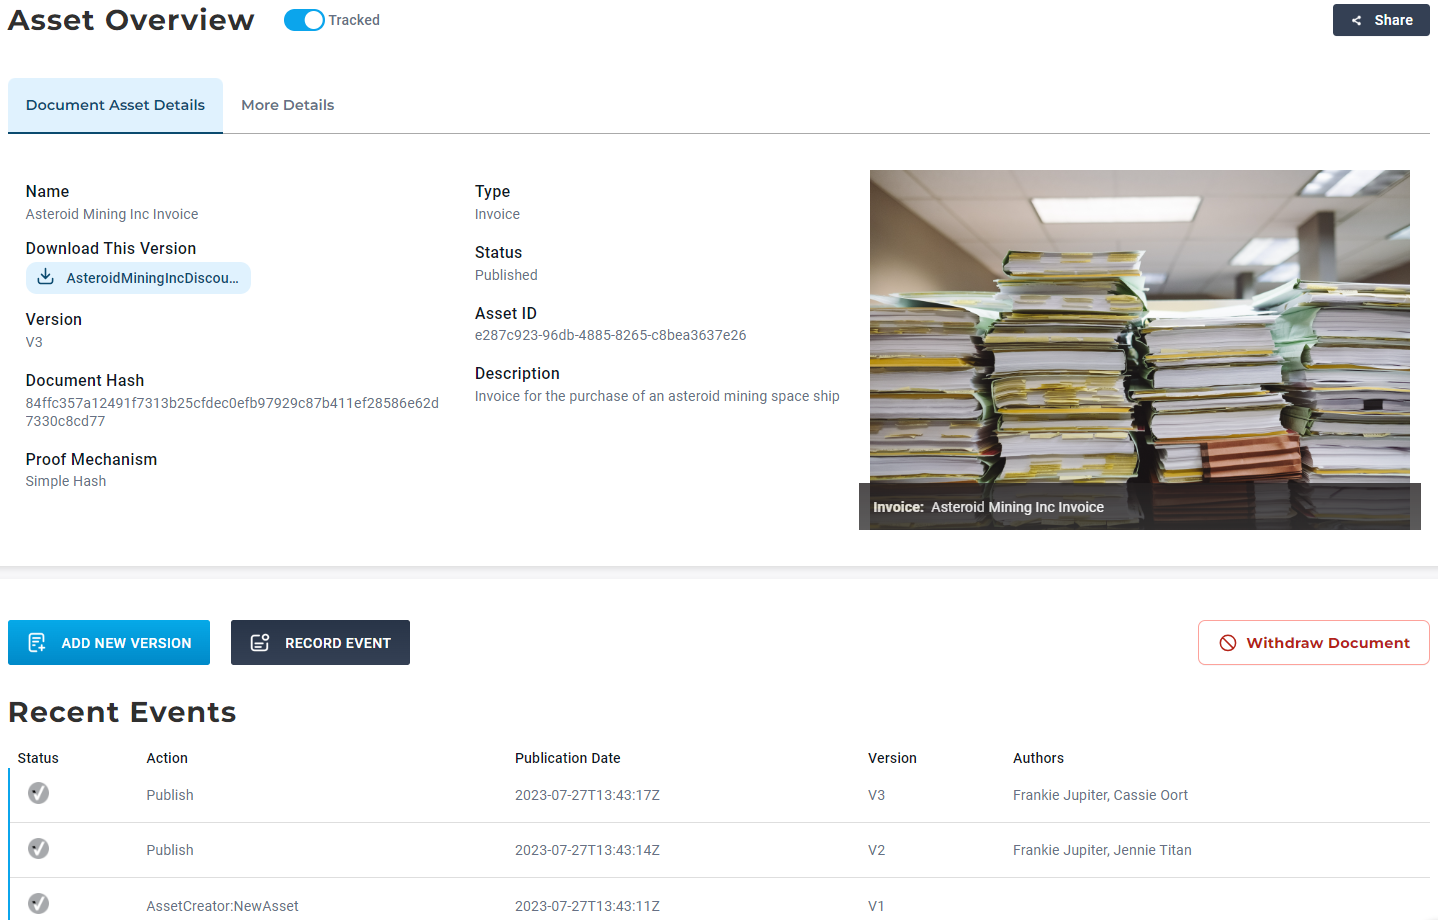 Asset Overview Tracked Share
Document Asset Details More Details
Name
Asteroid Mining Inc Invoice
Download This Version
AsteroidMiningIncDiscou...
Version
V3
Document Hash
84ffc357a12491f7313b25cfdec0efb97929c87b411ef28586e62d
7330c8cd77
Proof Mechanism
Simple Hash
Type
Invoice
Status
Published
Asset ID
e287c923-96db-4885-8265-c8bea3637e26
Description
Invoice for the purchase of an asteroid mining space ship
Invoice: Asteroid Mining Inc Invoice
ADD NEW VERSION RECORD EVENT Withdraw Document
Recent Events
Status Action Publication Date Version Authors
Publish 2023-07-27T13:43:17Z V3 Frankie Jupiter, Cassie Oort
Publish 2023-07-27T13:43:14Z V2 Frankie Jupiter, Jennie Titan
AssetCreator:NewAsset 2023-07-27T13:43:11Z V1